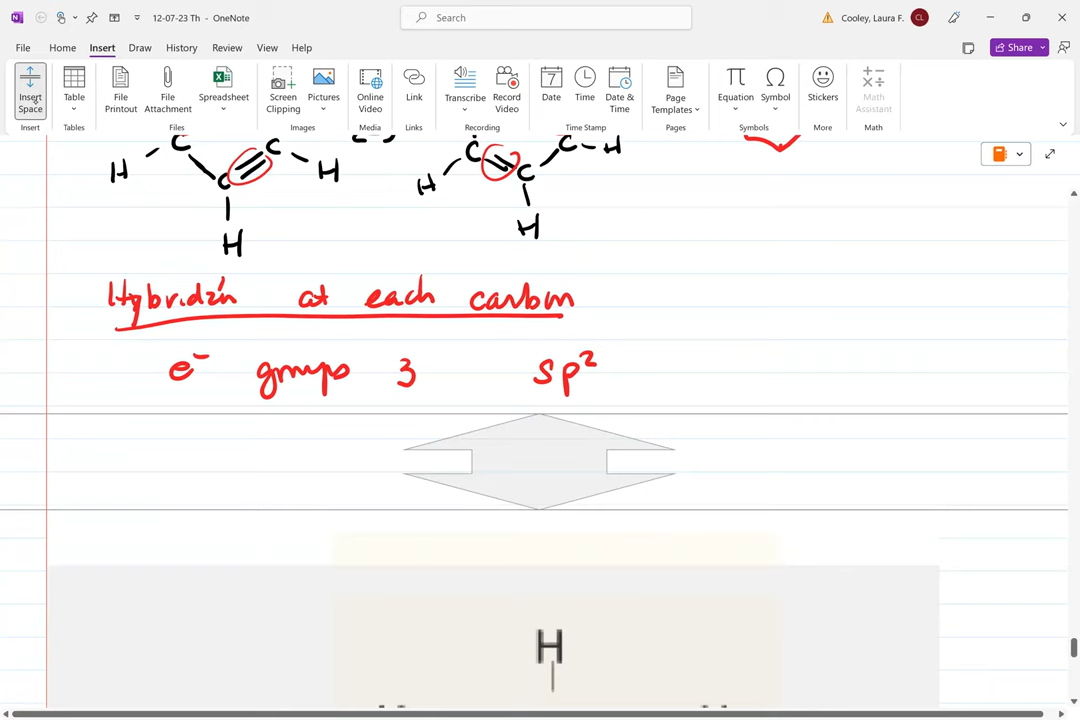 12-07-23 Th - OneNote
Search
Cooley, Laura F.
CL
File Home Insert Draw History Review View Help
Share
Insert Space
Table
File Printout
File Attachment
Spreadsheet
Screen Clipping
Pictures
Online Video
Link
Transcribe
Record Video
Date
Time
Date & Time
Page Templates
Equation
Symbol
Stickers
Math Assistant
Insert Tables Files Images Media Links Recording Time Stamp Pages Symbols More Math
C C C C H
H C H H C
H H
Hybridz'n at each carbon
e⁻ groups 3 sp²
H